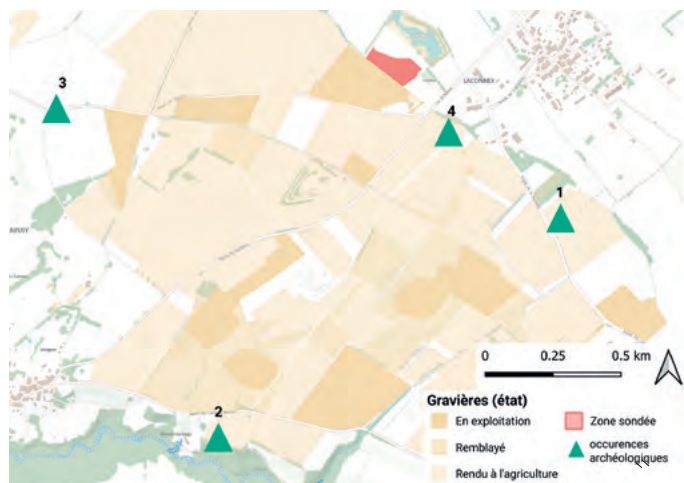 3
LACONNEX
4
1
0 0.25 0.5 km
2
Gravières (état)
En exploitation
Zone sondée
Remblayé
occurences
archéologiques
Rendu à l'agriculture